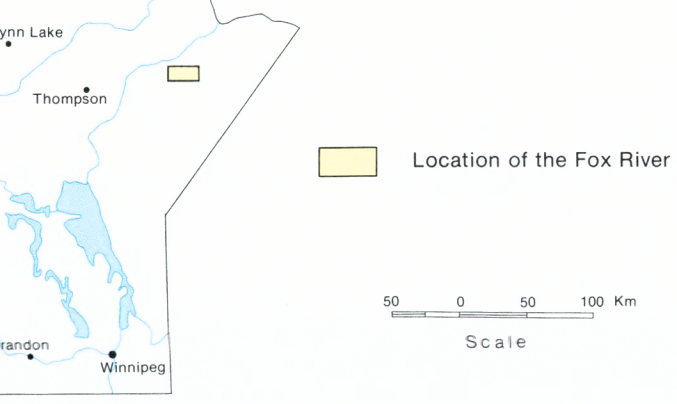 ynn Lake
Thompson
Location of the Fox River
50 0 50 100 Km
Scale
randon
Winnipeg